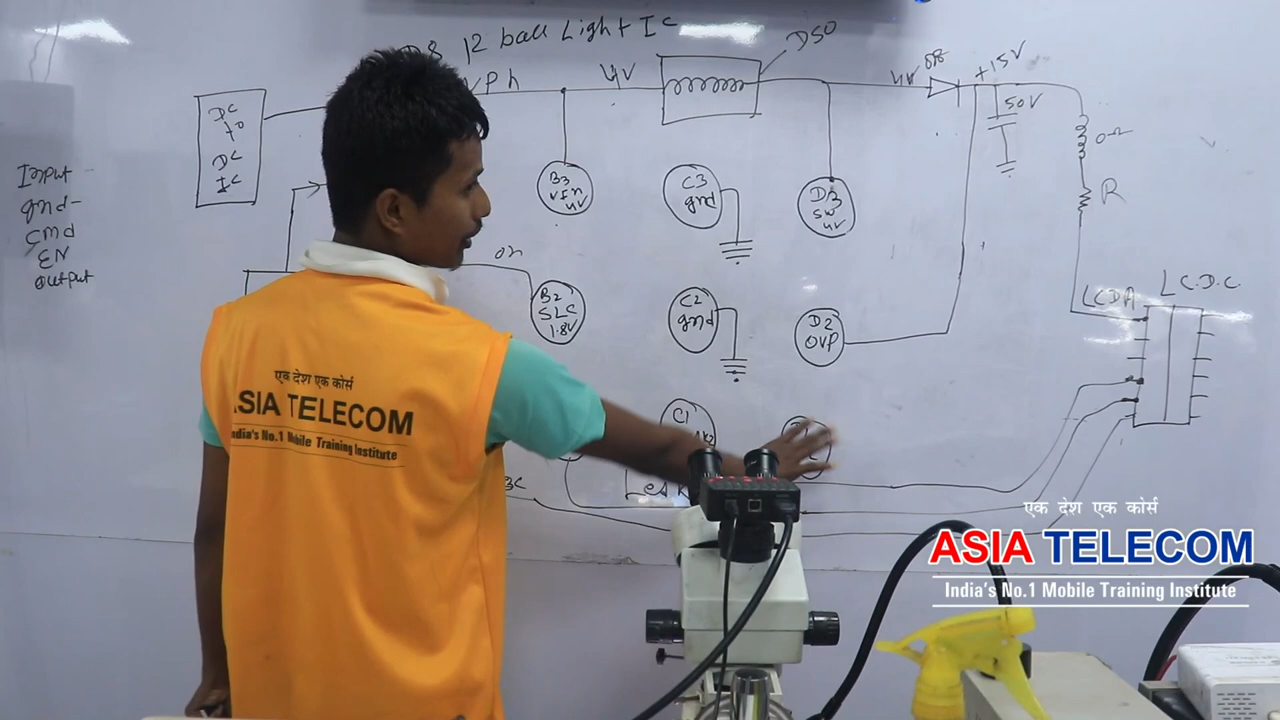 12 ball Light IC
DC
to
DC
IC
Input -
gnd-
cmd
EN
output
VPh
4V
DSO
4V
+15V
50V
0Ω
R
B3
Vin
4V
C3
gnd
D3
SW
4V
on
B2
SLC
1.8V
C2
gnd
D2
OVP
LCDA
L.C.D.C.
C1
एक देश एक कोर्स
ASIA TELECOM
India's No.1 Mobile Training Institute
एक देश एक कोर्स
ASIA TELECOM
India's No.1 Mobile Training Institute